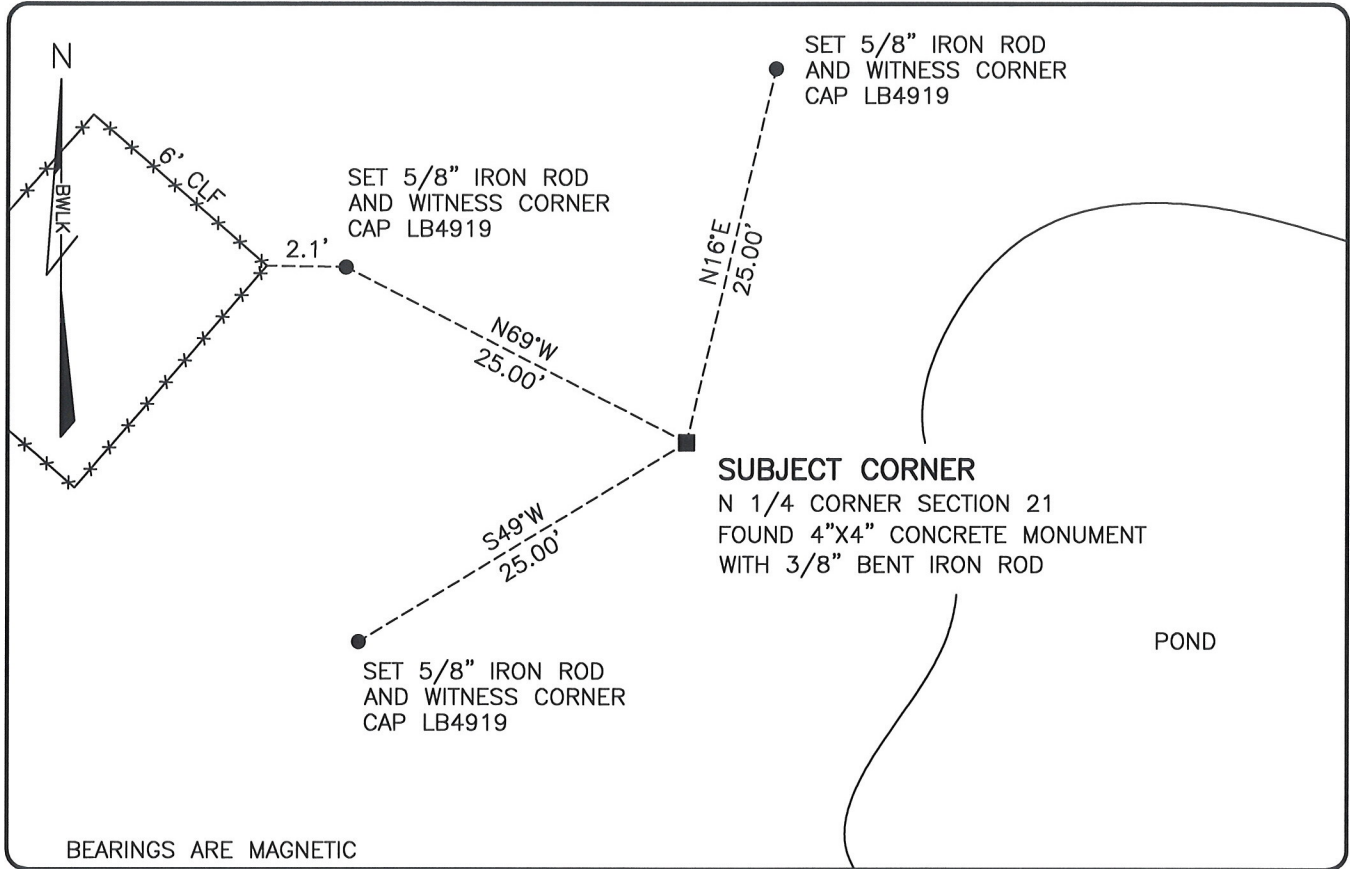 N
BWLK
6' CLF
2.1'
SET 5/8" IRON ROD
AND WITNESS CORNER
CAP LB4919
SET 5/8" IRON ROD
AND WITNESS CORNER
CAP LB4919
N16°E
25.00'
N69°W
25.00'
S49°W
25.00'
SUBJECT CORNER
N 1/4 CORNER SECTION 21
FOUND 4"X4" CONCRETE MONUMENT
WITH 3/8" BENT IRON ROD
POND
SET 5/8" IRON ROD
AND WITNESS CORNER
CAP LB4919
BEARINGS ARE MAGNETIC